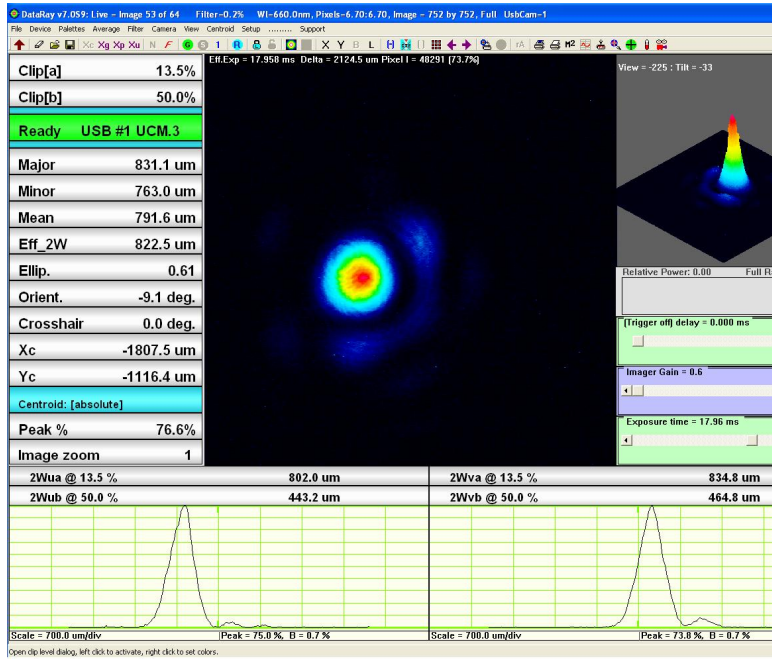 DataRay v7.0S9: Live - Image 53 of 64 Filter-0.2% Wl-660.0nm, Pixels-6.70:6.70, Image - 752 by 752, Full UsbCam-1
File Device Palettes Average Filter Camera View Centroid Setup ......... Support
Xc Xg Xp Xu N F G S 1 R X Y B L rA M²
Clip[a] 13.5%
Clip[b] 50.0%
Ready USB #1 UCM.3
Major 831.1 um
Minor 763.0 um
Mean 791.6 um
Eff_2W 822.5 um
Ellip. 0.61
Orient. -9.1 deg.
Crosshair 0.0 deg.
Xc -1807.5 um
Yc -1116.4 um
Centroid: [absolute]
Peak % 76.6%
Image zoom 1
Eff.Exp = 17.958 ms Delta = 2124.5 um Pixel I = 48291 (73.7%)
View = -225 : Tilt = -33
Relative Power: 0.00 Full R
(Trigger off) delay = 0.000 ms
Imager Gain = 0.6
Exposure time = 17.96 ms
2Wua @ 13.5 % 802.0 um
2Wva @ 13.5 % 834.8 um
2Wub @ 50.0 % 443.2 um
2Wvb @ 50.0 % 464.8 um
Scale = 700.0 um/div Peak = 75.0 %, B = 0.7 %
Scale = 700.0 um/div Peak = 73.8 %, B = 0.7 %
Open clip level dialog, left click to activate, right click to set colors.